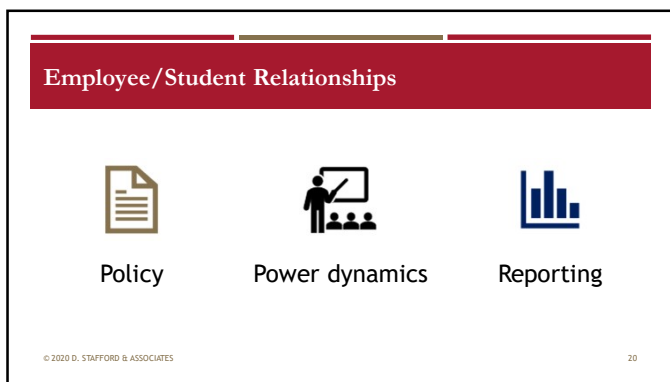 Employee/Student Relationships
Policy
Power dynamics
Reporting
© 2020 D. STAFFORD & ASSOCIATES
20